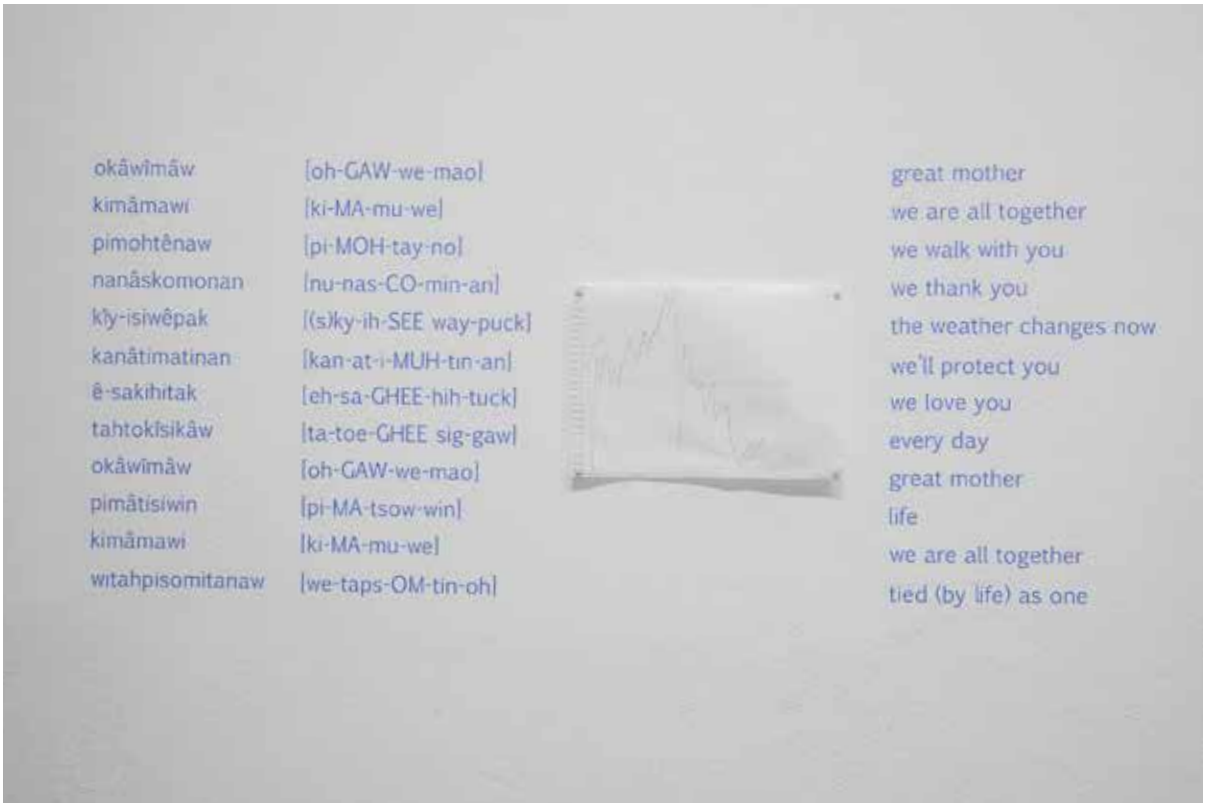 okâwîmâw [oh-GAW-we-mao] great mother
kimâmawi [ki-MA-mu-we] we are all together
pimohtênaw [pi-MOH-tay-no] we walk with you
nanâskomonan [nu-nas-CO-min-an] we thank you
kîy-isiwêpak [(s)ky-ih-SEE way-puck] the weather changes now
kanâtimatinan [kan-at-i-MUH-tin-an] we'll protect you
ê-sakihitak [eh-sa-GHEE-hih-tuck] we love you
tahtokîsikâw [ta-toe-GHEE sig-gaw] every day
okâwîmâw [oh-GAW-we-mao] great mother
pimâtisiwin [pi-MA-tsow-win] life
kimâmawi [ki-MA-mu-we] we are all together
witahpisomitanaw [we-taps-OM-tin-oh] tied (by life) as one